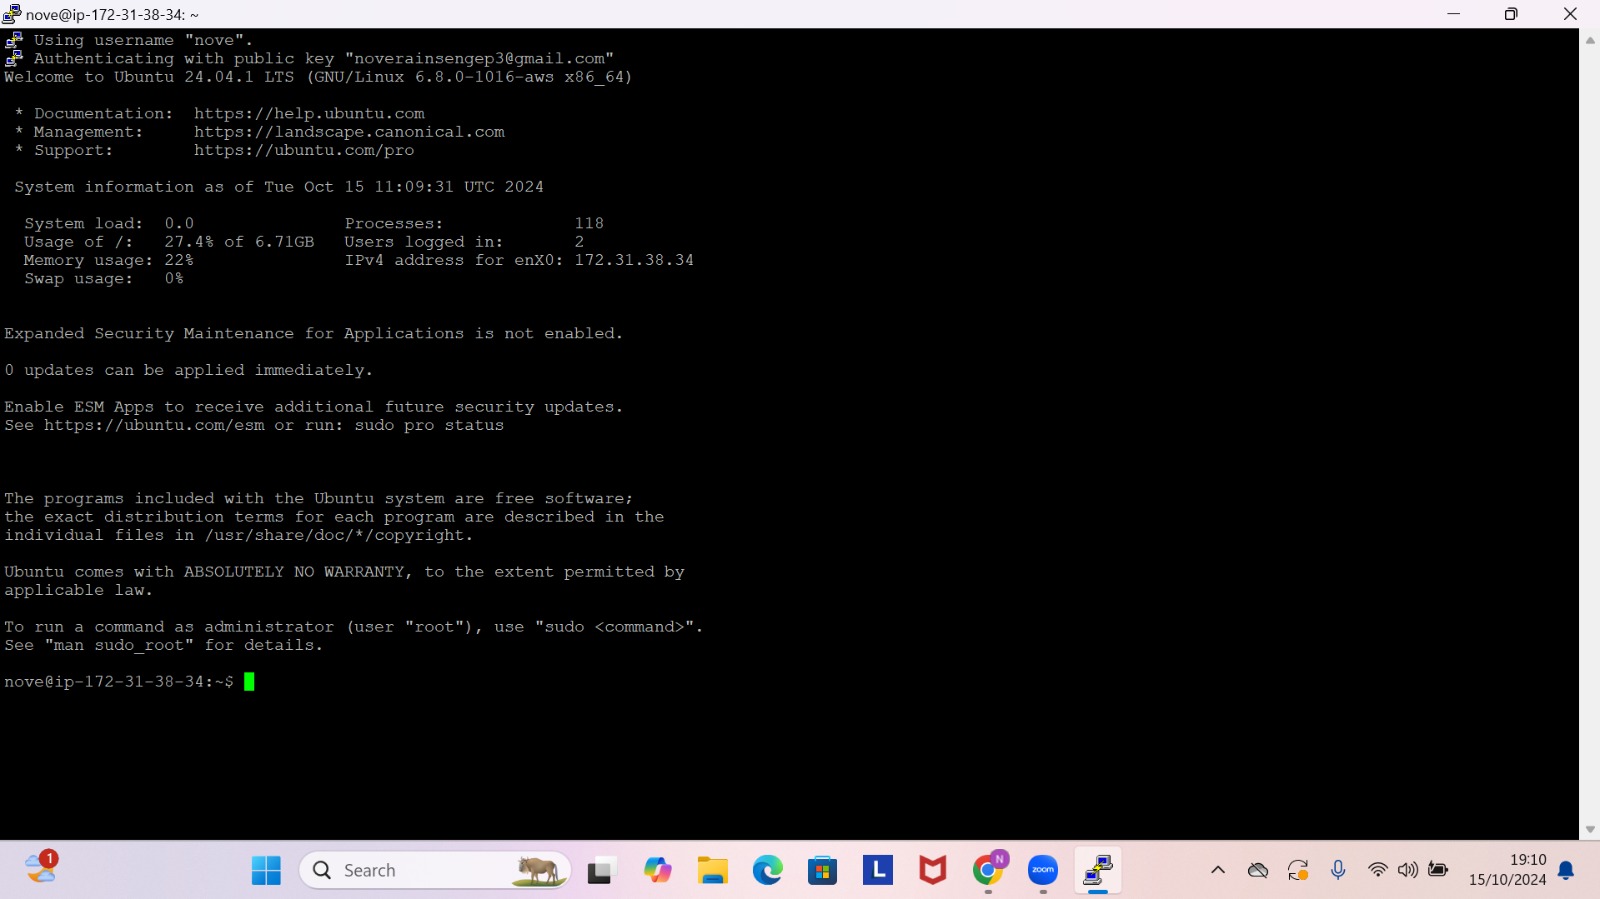 nove@ip-172-31-38-34: ~
Using username "nove".
Authenticating with public key "noverainsengep3@gmail.com"
Welcome to Ubuntu 24.04.1 LTS (GNU/Linux 6.8.0-1016-aws x86_64)
* Documentation:  https://help.ubuntu.com
* Management:     https://landscape.canonical.com
* Support:        https://ubuntu.com/pro
System information as of Tue Oct 15 11:09:31 UTC 2024
System load:  0.0               Processes:             118
Usage of /:   27.4% of 6.71GB   Users logged in:       2
Memory usage: 22%               IPv4 address for enX0: 172.31.38.34
Swap usage:   0%
Expanded Security Maintenance for Applications is not enabled.
0 updates can be applied immediately.
Enable ESM Apps to receive additional future security updates.
See https://ubuntu.com/esm or run: sudo pro status
The programs included with the Ubuntu system are free software;
the exact distribution terms for each program are described in the
individual files in /usr/share/doc/*/copyright.
Ubuntu comes with ABSOLUTELY NO WARRANTY, to the extent permitted by
applicable law.
To run a command as administrator (user "root"), use "sudo <command>".
See "man sudo_root" for details.
nove@ip-172-31-38-34:~$
1
Search
L
N
zoom
19:10
15/10/2024